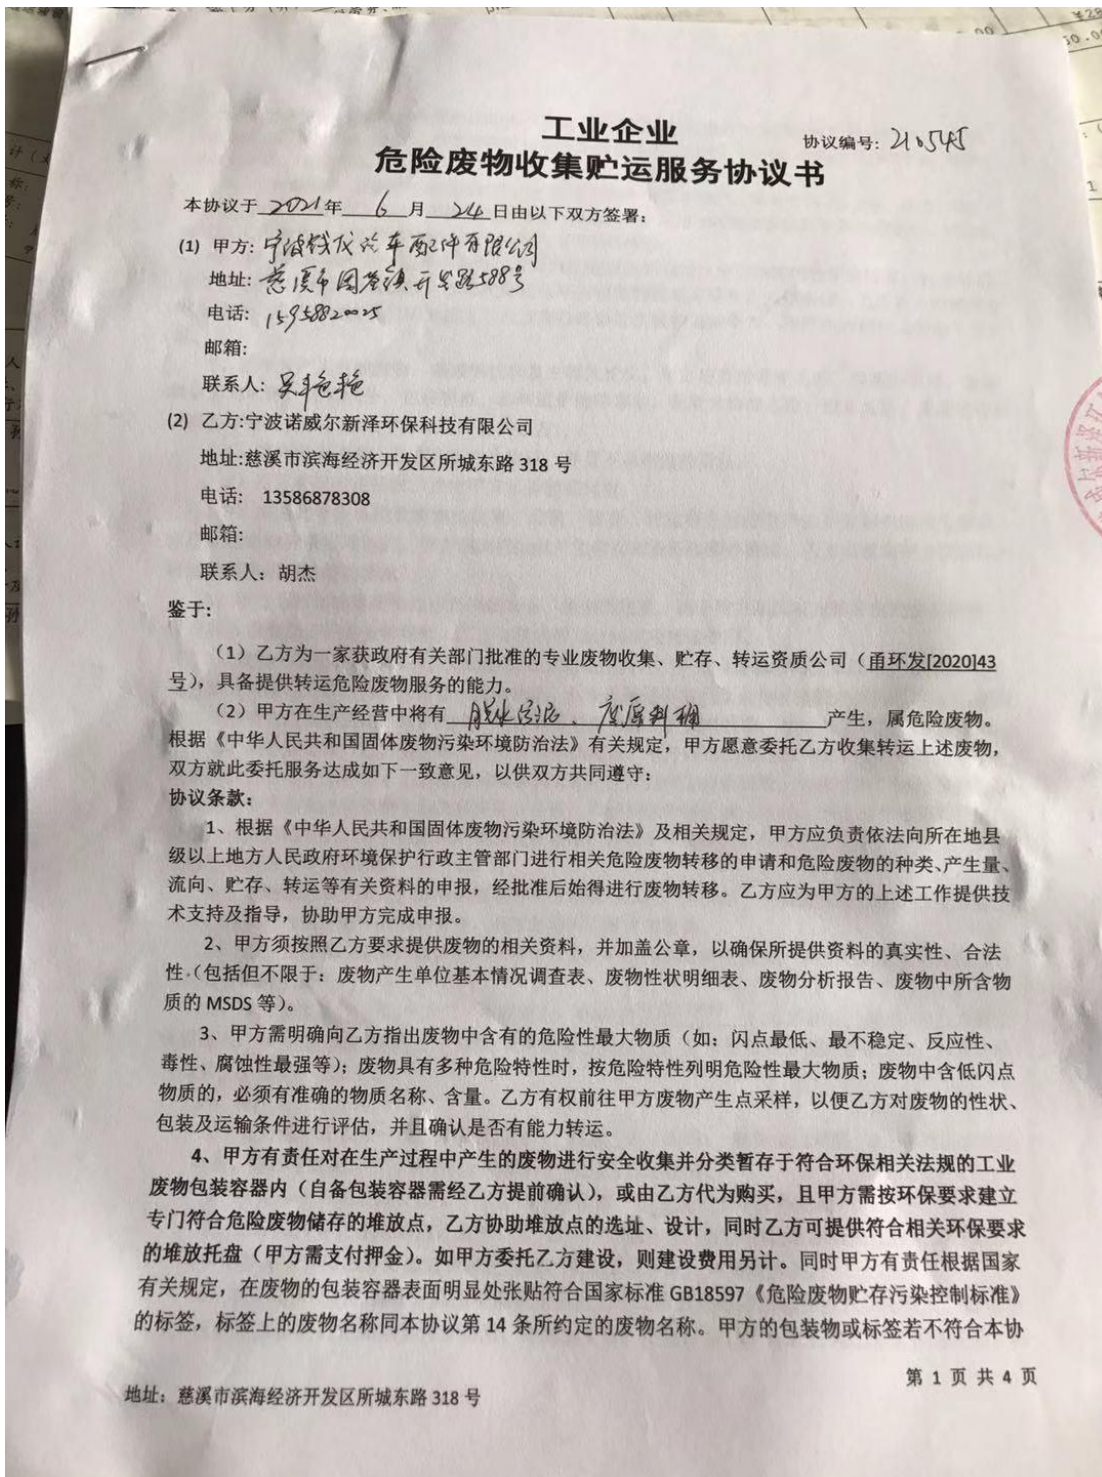 工业企业
协议编号: 210545
危险废物收集贮运服务协议书
本协议于 2021 年 6 月 24 日由以下双方签署:
(1) 甲方: 宁波钱龙汽车配件有限公司
地址: 慈溪市周巷镇开发路588号
电话: 15958820025
邮箱:
联系人: 吴艳艳
(2) 乙方:宁波诺威尔新泽环保科技有限公司
地址:慈溪市滨海经济开发区所城东路 318 号
电话: 13586878308
邮箱:
联系人: 胡杰
鉴于:
(1)乙方为一家获政府有关部门批准的专业废物收集、贮存、转运资质公司(甬环发[2020]43
号),具备提供转运危险废物服务的能力。
(2)甲方在生产经营中将有 脱水污泥、废原料桶 产生,属危险废物。
根据《中华人民共和国固体废物污染环境防治法》有关规定,甲方愿意委托乙方收集转运上述废物,
双方就此委托服务达成如下一致意见,以供双方共同遵守:
协议条款:
1、根据《中华人民共和国固体废物污染环境防治法》及相关规定,甲方应负责依法向所在地县
级以上地方人民政府环境保护行政主管部门进行相关危险废物转移的申请和危险废物的种类、产生量、
流向、贮存、转运等有关资料的申报,经批准后始得进行废物转移。乙方应为甲方的上述工作提供技
术支持及指导,协助甲方完成申报。
2、甲方须按照乙方要求提供废物的相关资料,并加盖公章,以确保所提供资料的真实性、合法
性(包括但不限于:废物产生单位基本情况调查表、废物性状明细表、废物分析报告、废物中所含物
质的 MSDS 等)。
3、甲方需明确向乙方指出废物中含有的危险性最大物质(如:闪点最低、最不稳定、反应性、
毒性、腐蚀性最强等);废物具有多种危险特性时,按危险特性列明危险性最大物质;废物中含低闪点
物质的,必须有准确的物质名称、含量。乙方有权前往甲方废物产生点采样,以便乙方对废物的性状、
包装及运输条件进行评估,并且确认是否有能力转运。
4、甲方有责任对在生产过程中产生的废物进行安全收集并分类暂存于符合环保相关法规的工业
废物包装容器内(自备包装容器需经乙方提前确认),或由乙方代为购买,且甲方需按环保要求建立
专门符合危险废物储存的堆放点,乙方协助堆放点的选址、设计,同时乙方可提供符合相关环保要求
的堆放托盘(甲方需支付押金)。如甲方委托乙方建设,则建设费用另计。同时甲方有责任根据国家
有关规定,在废物的包装容器表面明显处张贴符合国家标准 GB18597《危险废物贮存污染控制标准》
的标签,标签上的废物名称同本协议第 14 条所约定的废物名称。甲方的包装物或标签若不符合本协
第 1 页 共 4 页
地址:慈溪市滨海经济开发区所城东路 318 号